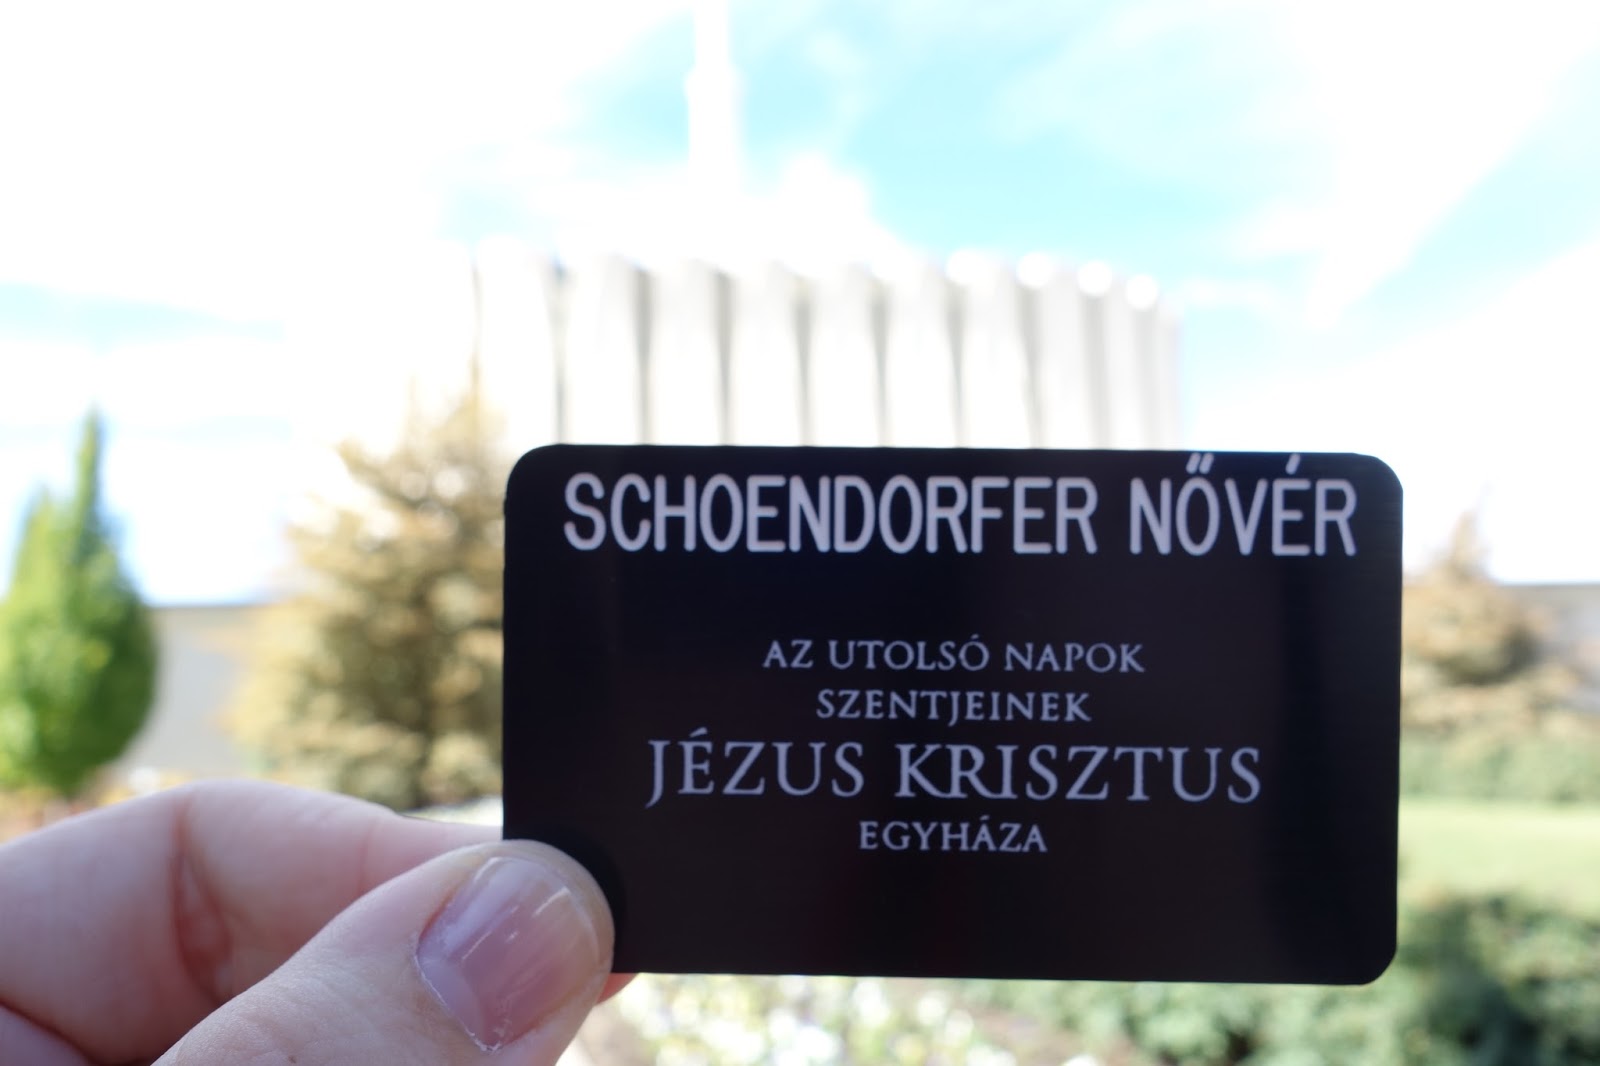 SCHOENDORFER NŐVÉR
AZ UTOLSÓ NAPOK
SZENTJEINEK
JÉZUS KRISZTUS
EGYHÁZA